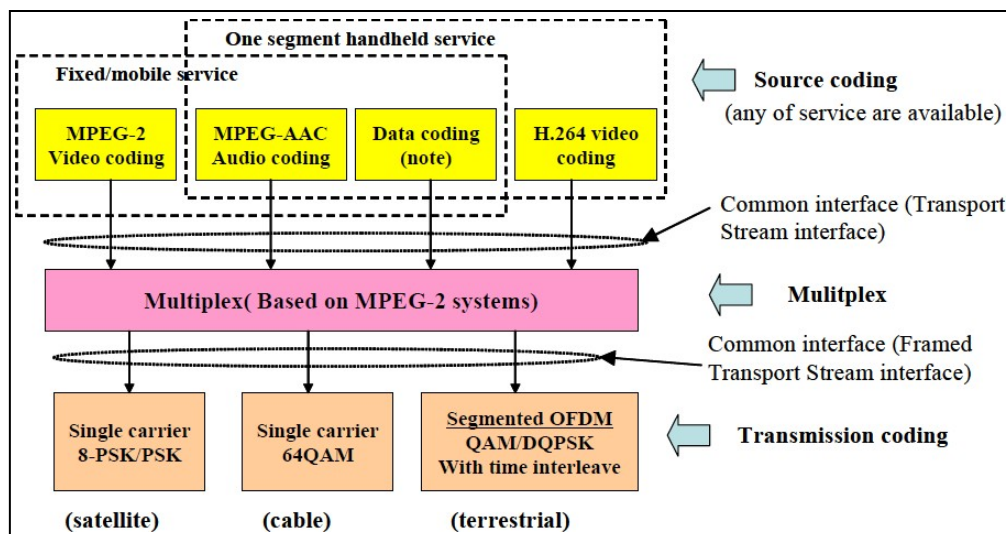 One segment handheld service
Fixed/mobile service
Source coding
(any of service are available)
MPEG-2
Video coding
MPEG-AAC
Audio coding
Data coding
(note)
H.264 video
coding
Common interface (Transport
Stream interface)
Multiplex( Based on MPEG-2 systems)
Mulitplex
Common interface (Framed
Transport Stream interface)
Single carrier
8-PSK/PSK
Single carrier
64QAM
Segmented OFDM
QAM/DQPSK
With time interleave
Transmission coding
(satellite)
(cable)
(terrestrial)